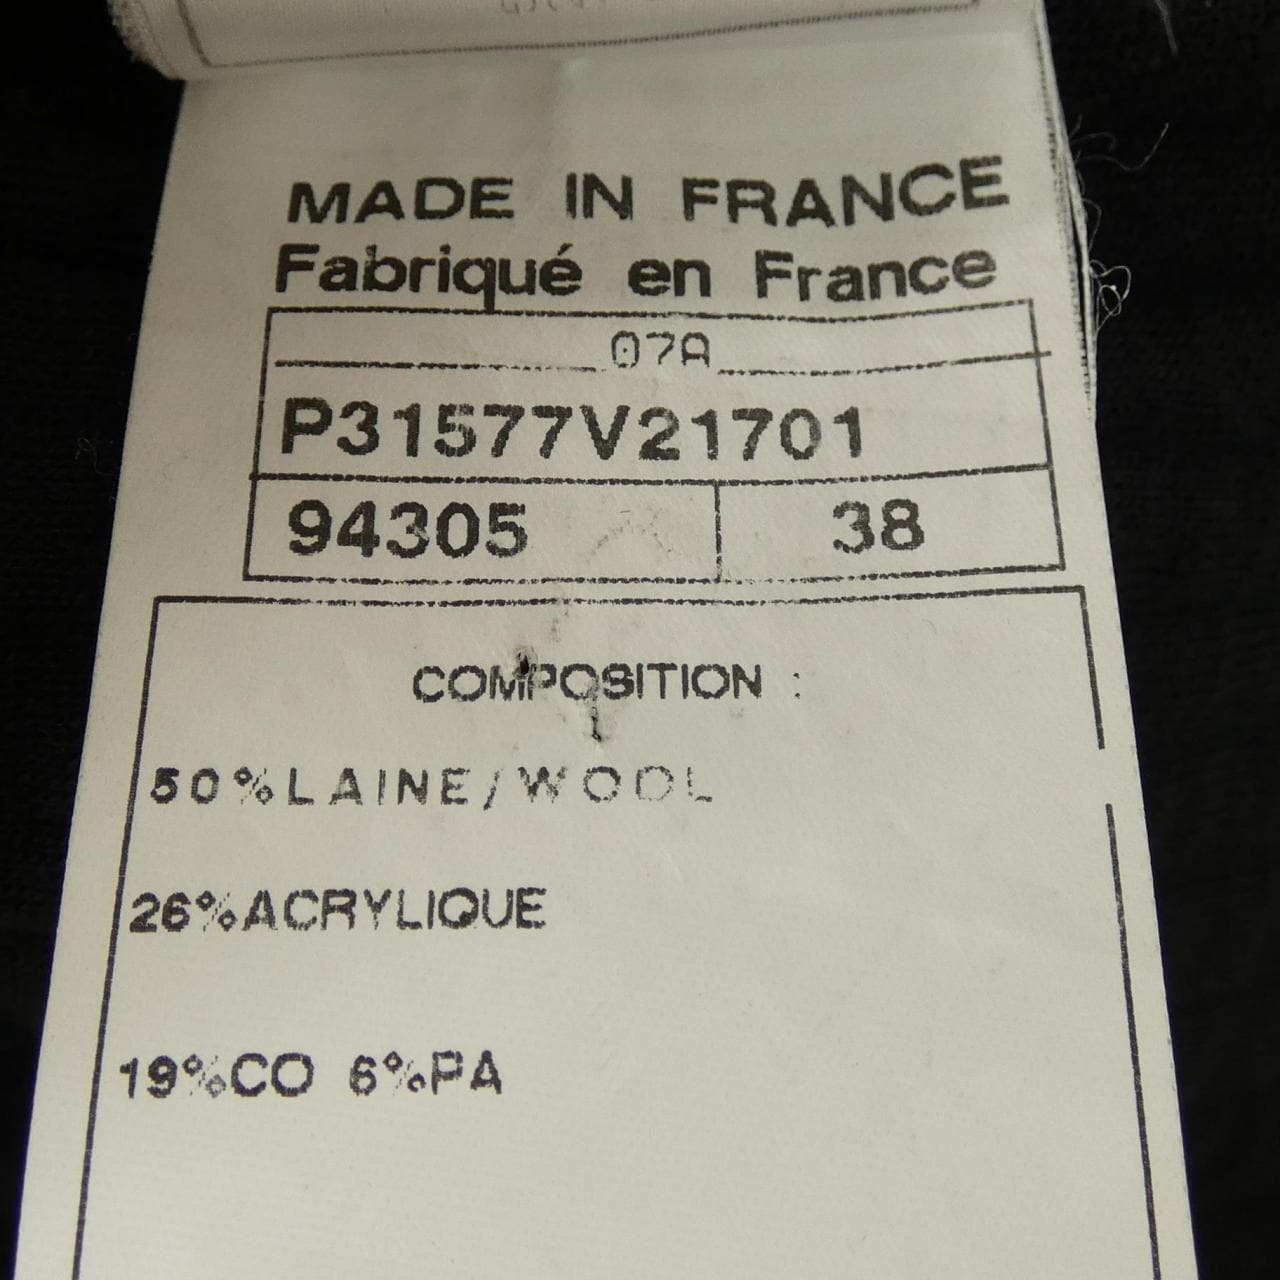 MADE IN FRANCE
Fabriqué en France
07A
P31577V21701
94305 38
COMPOSITION :
50%LAINE/WOOL
26%ACRYLIQUE
19%CO 6%PA